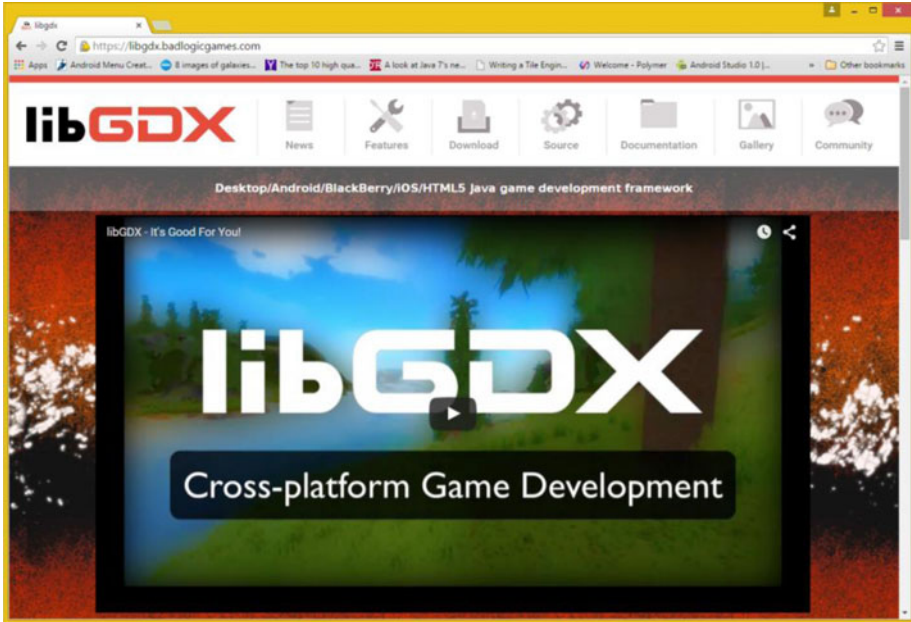 libgdx
https://libgdx.badlogicgames.com
Apps Android Menu Creat... 8 images of galaxies... The top 10 high qua... A look at Java 7's ne... Writing a Tile Engin... Welcome - Polymer Android Studio 1.0 |... » Other bookmarks
libGDX
News Features Download Source Documentation Gallery Community
Desktop/Android/BlackBerry/iOS/HTML5 Java game development framework
libGDX - It's Good For You!
libGDX
Cross-platform Game Development